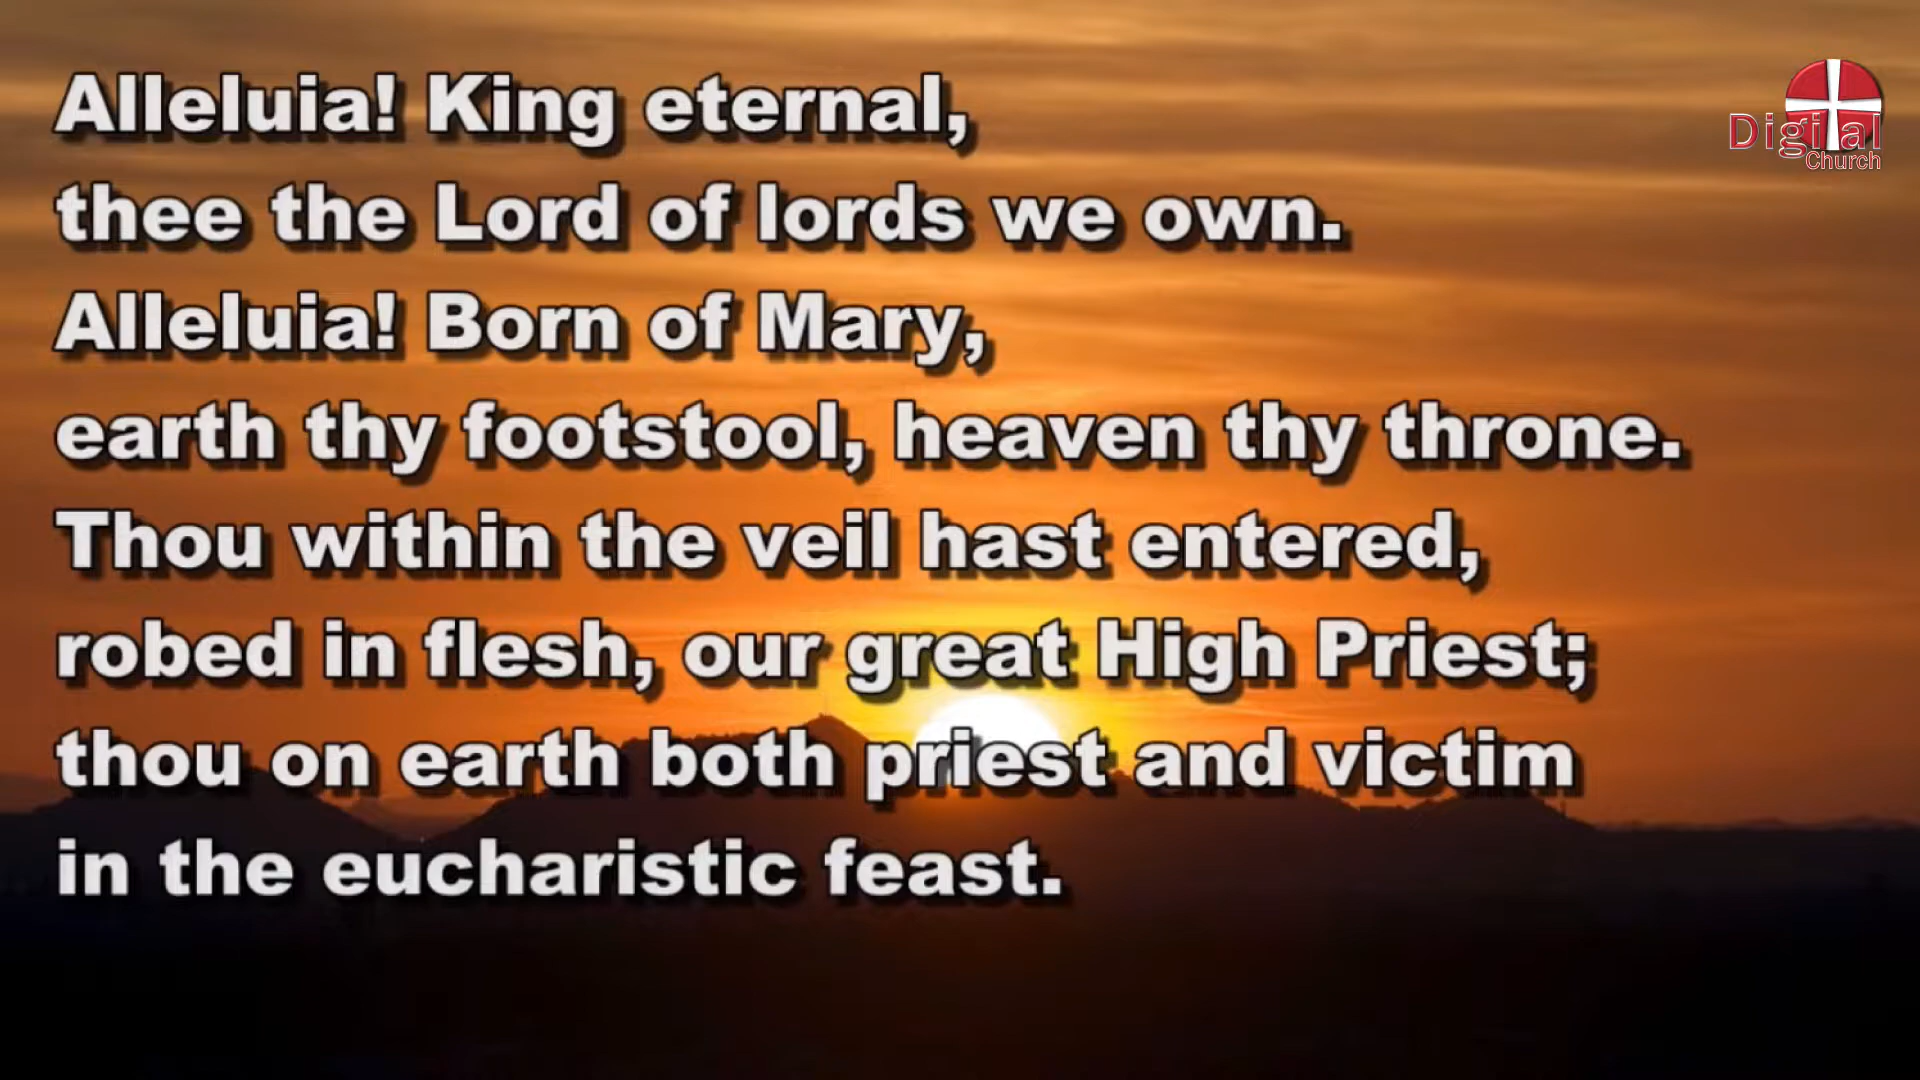 Alleluia! King eternal,
thee the Lord of lords we own.
Alleluia! Born of Mary,
earth thy footstool, heaven thy throne.
Thou within the veil hast entered,
robed in flesh, our great High Priest;
thou on earth both priest and victim
in the eucharistic feast.
Digital
Church